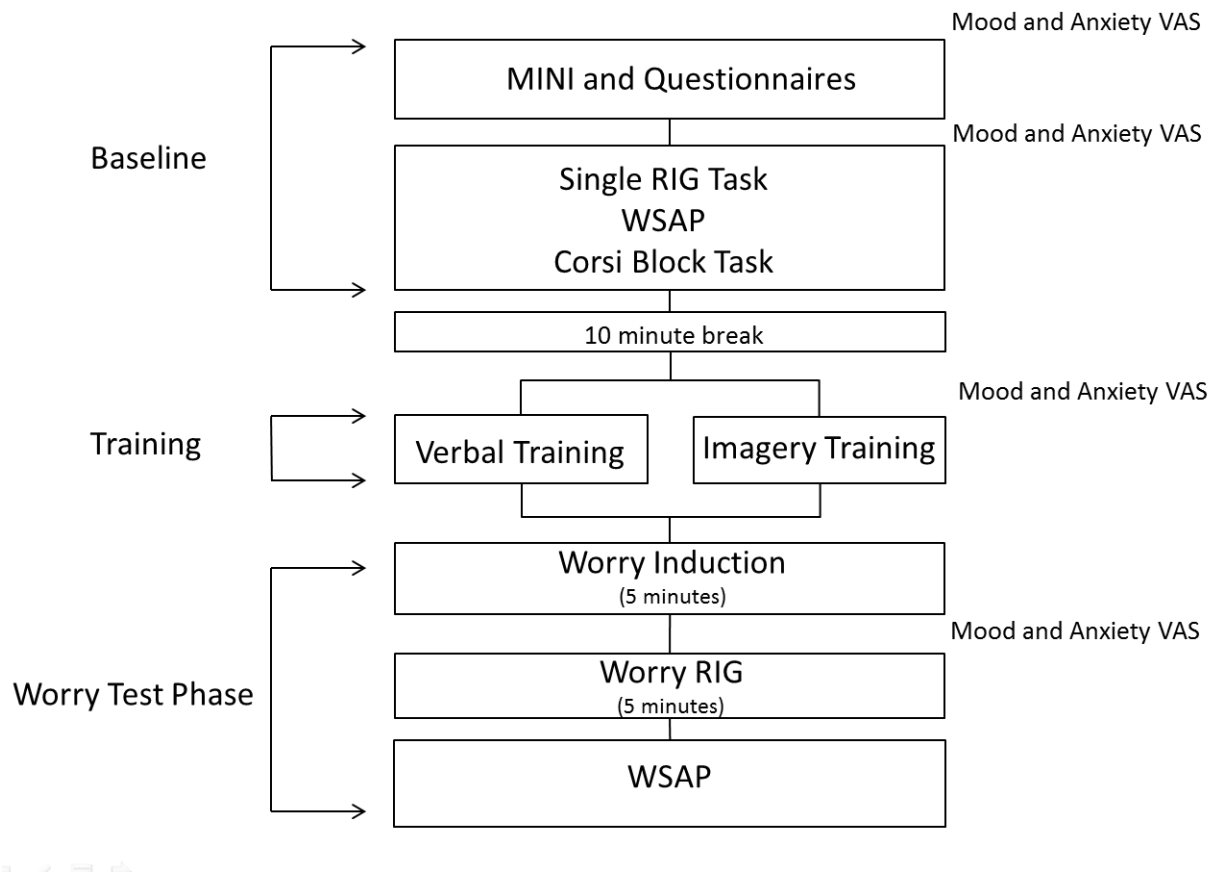 Mood and Anxiety VAS
MINI and Questionnaires
Mood and Anxiety VAS
Baseline
Single RIG Task
WSAP
Corsi Block Task
10 minute break
Mood and Anxiety VAS
Training
Verbal Training
Imagery Training
Worry Induction
(5 minutes)
Mood and Anxiety VAS
Worry RIG
(5 minutes)
Worry Test Phase
WSAP